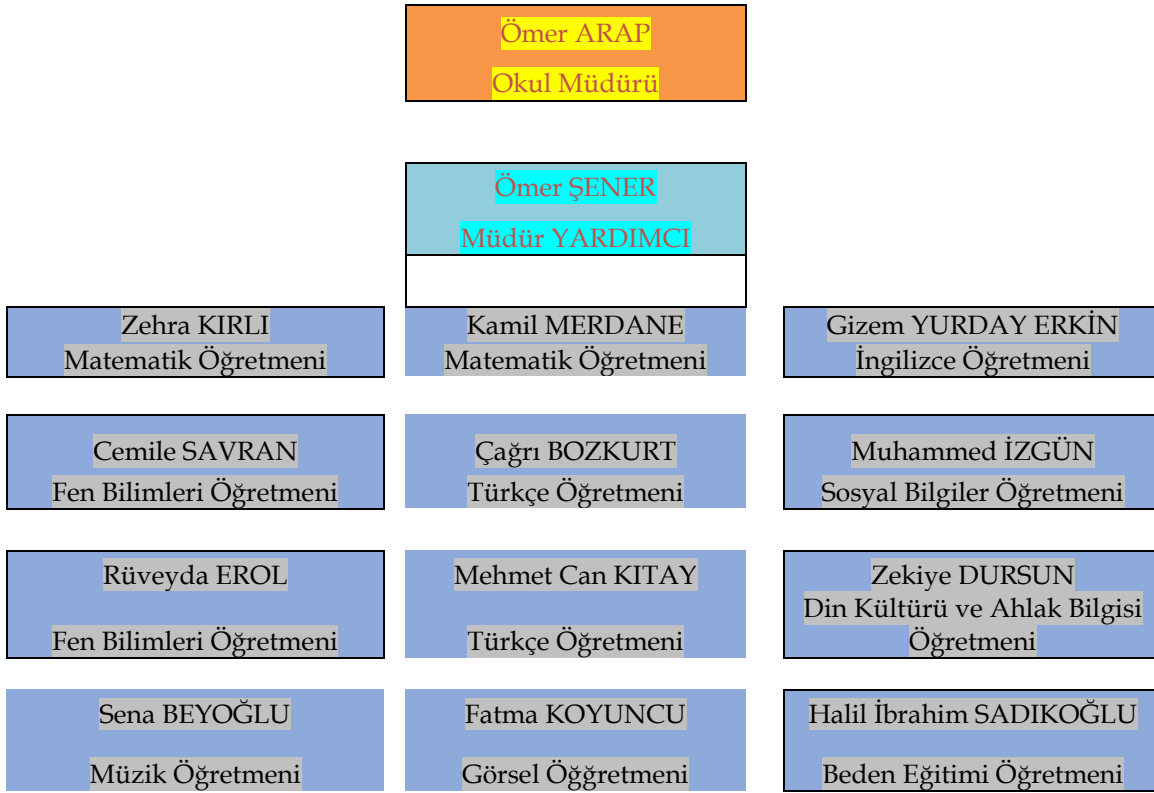 Ömer ARAP
Okul Müdürü
Ömer ŞENER
Müdür YARDIMCI
Zehra KIRLI
Matematik Öğretmeni
Kamil MERDANE
Matematik Öğretmeni
Gizem YURDAY ERKİN
İngilizce Öğretmeni
Cemile SAVRAN
Fen Bilimleri Öğretmeni
Çağrı BOZKURT
Türkçe Öğretmeni
Muhammed İZGÜN
Sosyal Bilgiler Öğretmeni
Rüveyda EROL
Fen Bilimleri Öğretmeni
Mehmet Can KITAY
Türkçe Öğretmeni
Zekiye DURSUN
Din Kültürü ve Ahlak Bilgisi
Öğretmeni
Sena BEYOĞLU
Müzik Öğretmeni
Fatma KOYUNCU
Görsel Öğğretmeni
Halil İbrahim SADIKOĞLU
Beden Eğitimi Öğretmeni